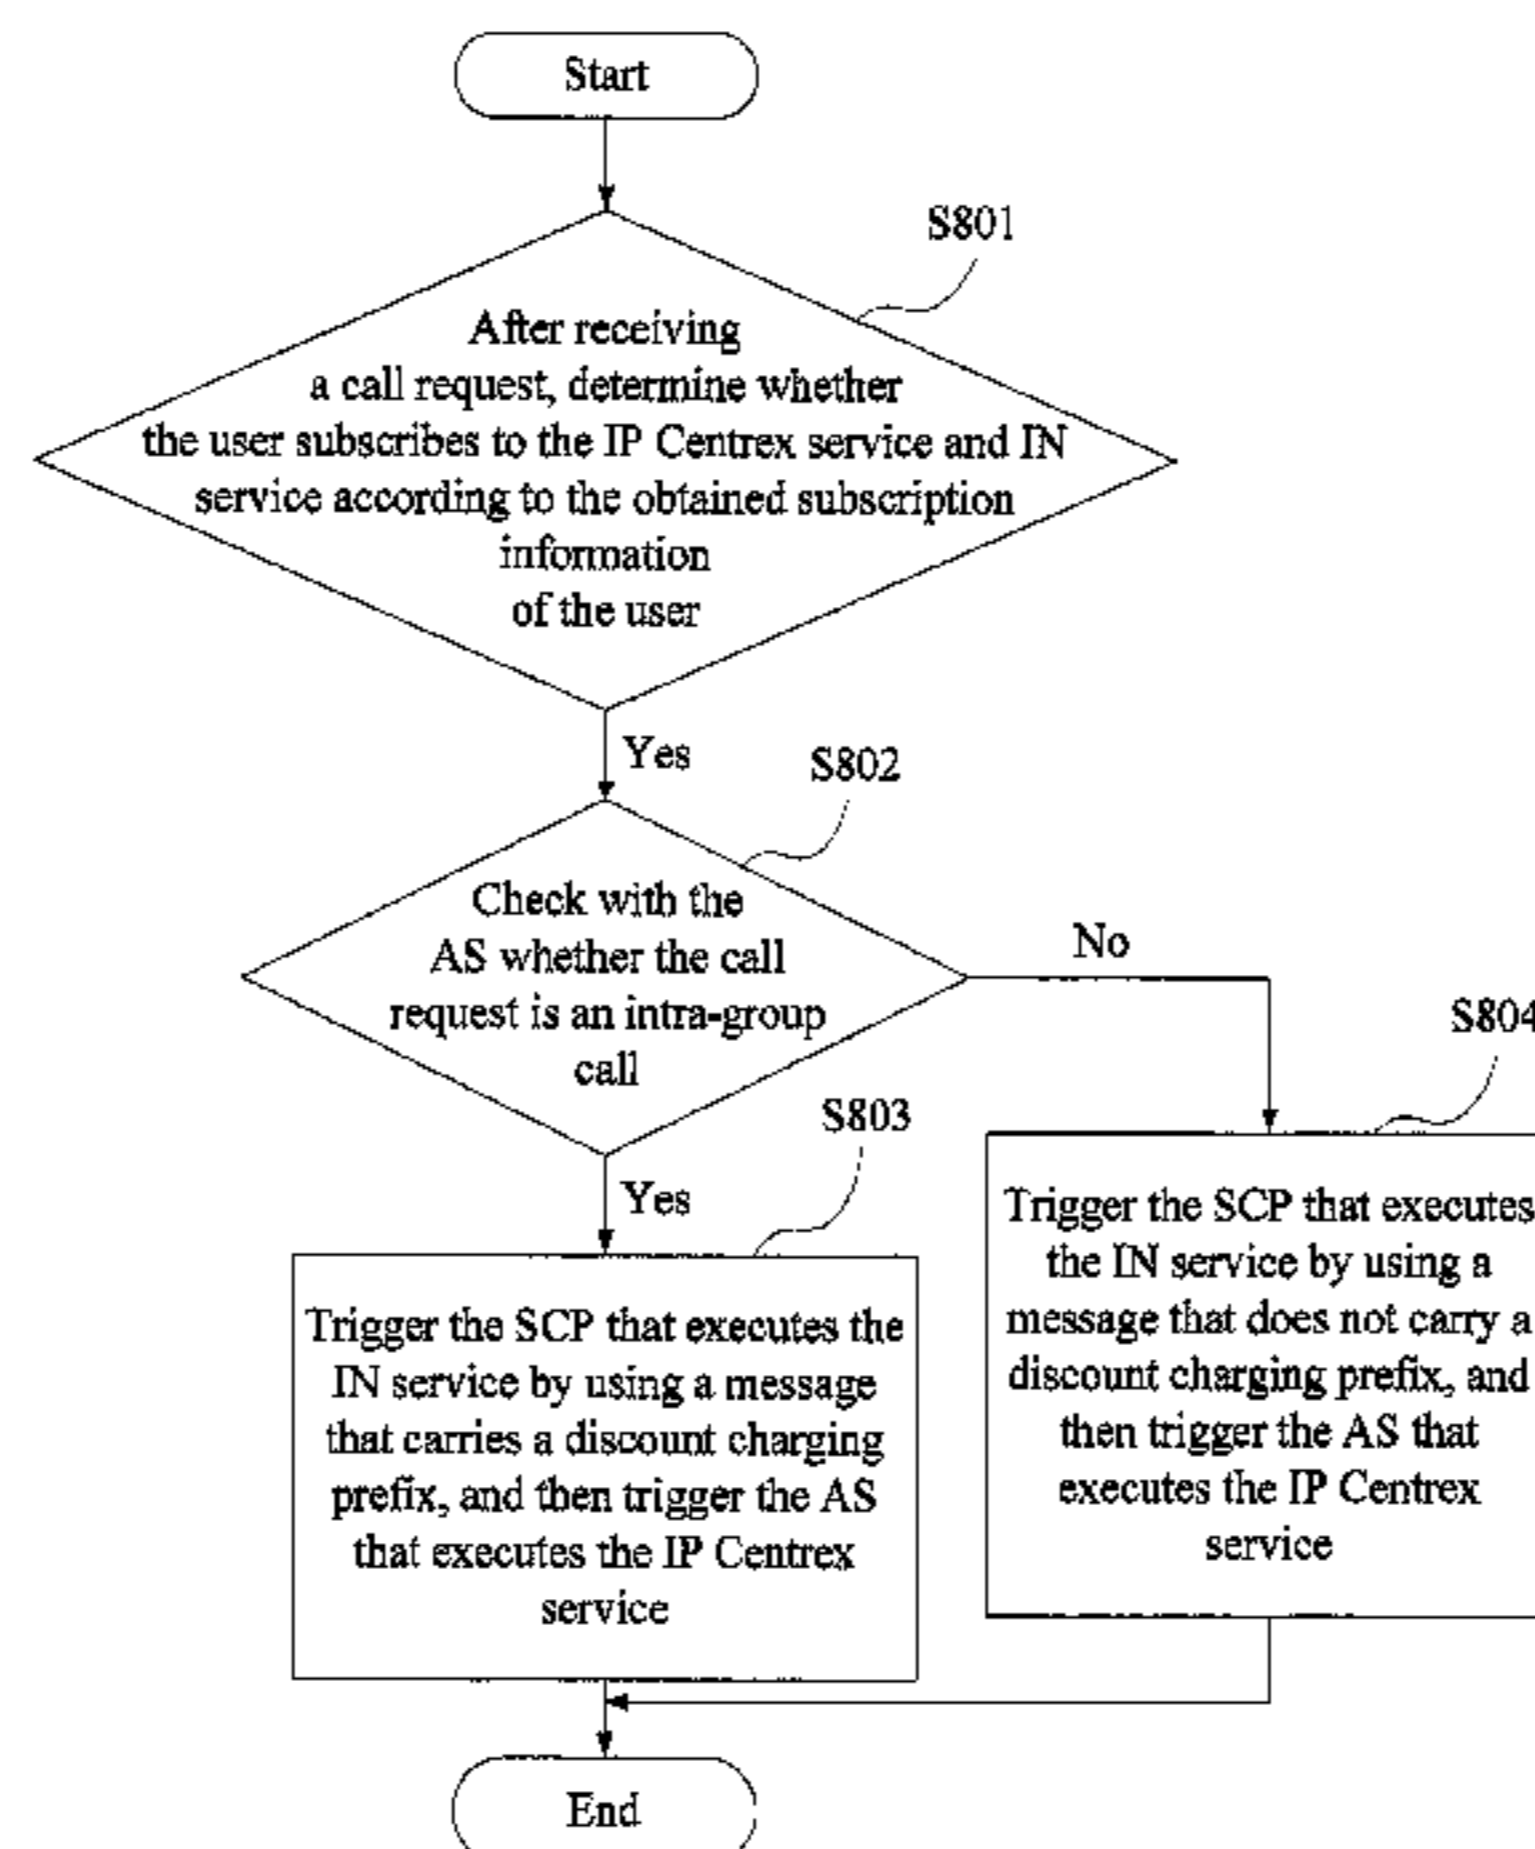 Start
S801
After receiving
a call request, determine whether
the user subscribes to the IP Centrex service and IN
service according to the obtained subscription
information
of the user
Yes
S802
Check with the
AS whether the call
request is an intra-group
call
No
S804
S803
Yes
Trigger the SCP that executes the
IN service by using a message
that carries a discount charging
prefix, and then trigger the AS
that executes the IP Centrex
service
Trigger the SCP that executes
the IN service by using a
message that does not carry a
discount charging prefix, and
then trigger the AS that
executes the IP Centrex
service
End